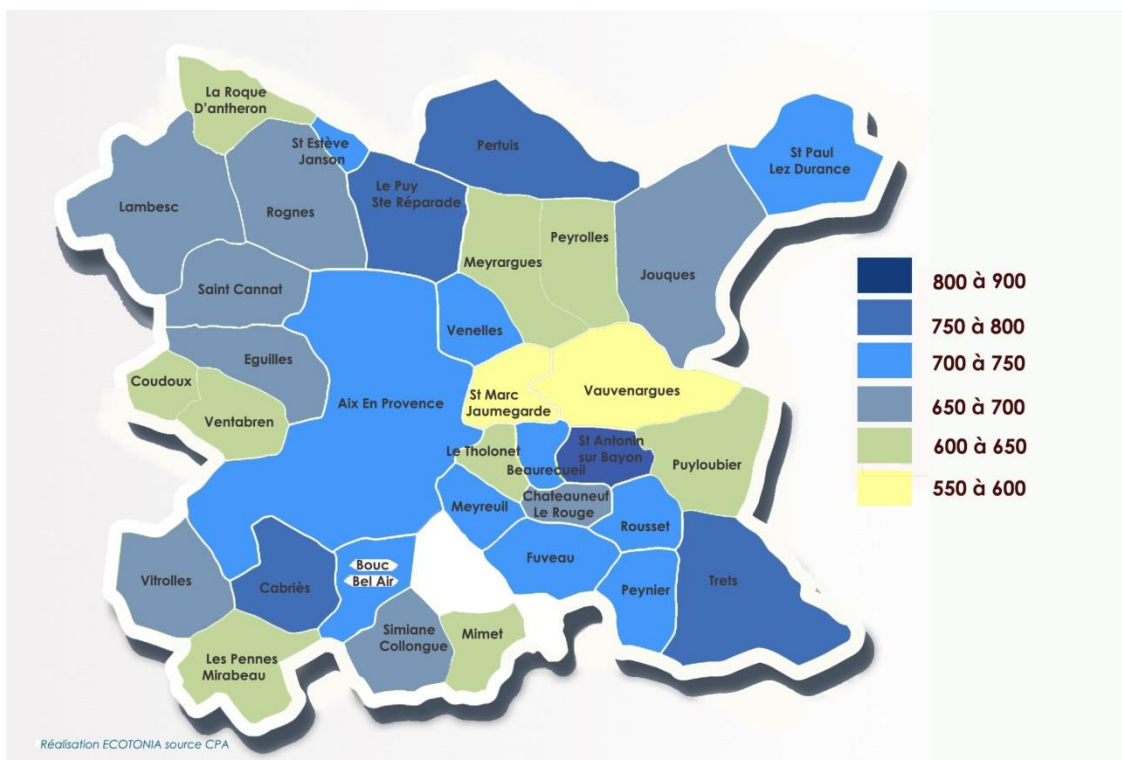 La Roque
D'antheron
St Estève
Janson
Pertuis
St Paul
Lez Durance
Le Puy
Ste Réparade
Lambesc
Rognes
Peyrolles
Meyrargues
Jouques
Saint Cannat
Venelles
Eguilles
Coudoux
Ventabren
Aix En Provence
St Marc
Jaumegarde
Vauvenargues
Le Tholonet
Beaurecueil
St Antonin
sur Bayon
Puyloubier
Chateauneuf
Le Rouge
Meyreuil
Rousset
Fuveau
Peynier
Trets
Vitrolles
Cabriès
Bouc
Bel Air
Simiane
Collongue
Mimet
Les Pennes
Mirabeau
800 à 900
750 à 800
700 à 750
650 à 700
600 à 650
550 à 600
Réalisation ECOTONIA source CPA